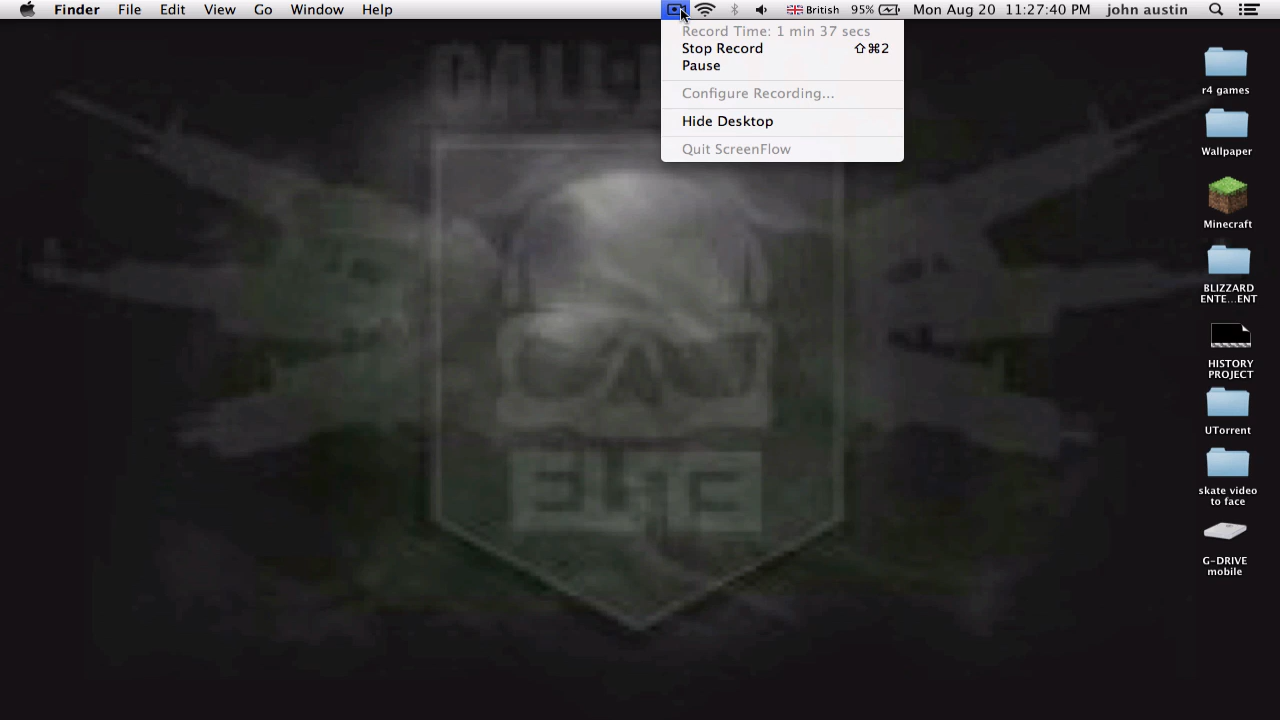 Finder File Edit View Go Window Help British 95% Mon Aug 20 11:27:40 PM john austin
Record Time: 1 min 37 secs
Stop Record ⇧⌘2
Pause
Configure Recording...
Hide Desktop
Quit ScreenFlow
CALL
r4 games
Wallpaper
Minecraft
BLIZZARD
ENTE...ENT
HISTORY
PROJECT
UTorrent
skate video
to face
G-DRIVE
mobile